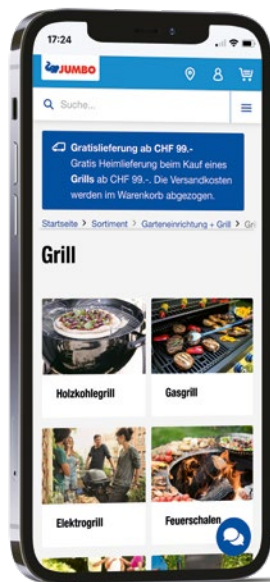 17:24
JUMBO
Suche...
Gratislieferung ab CHF 99.-
Gratis Heimlieferung beim Kauf eines
Grills ab CHF 99.-. Die Versandkosten
werden im Warenkorb abgezogen.
Startseite > Sortiment > Garteneinrichtung + Grill > Gri
Grill
Holzkohlegrill
Gasgrill
Elektrogrill
Feuerschalen